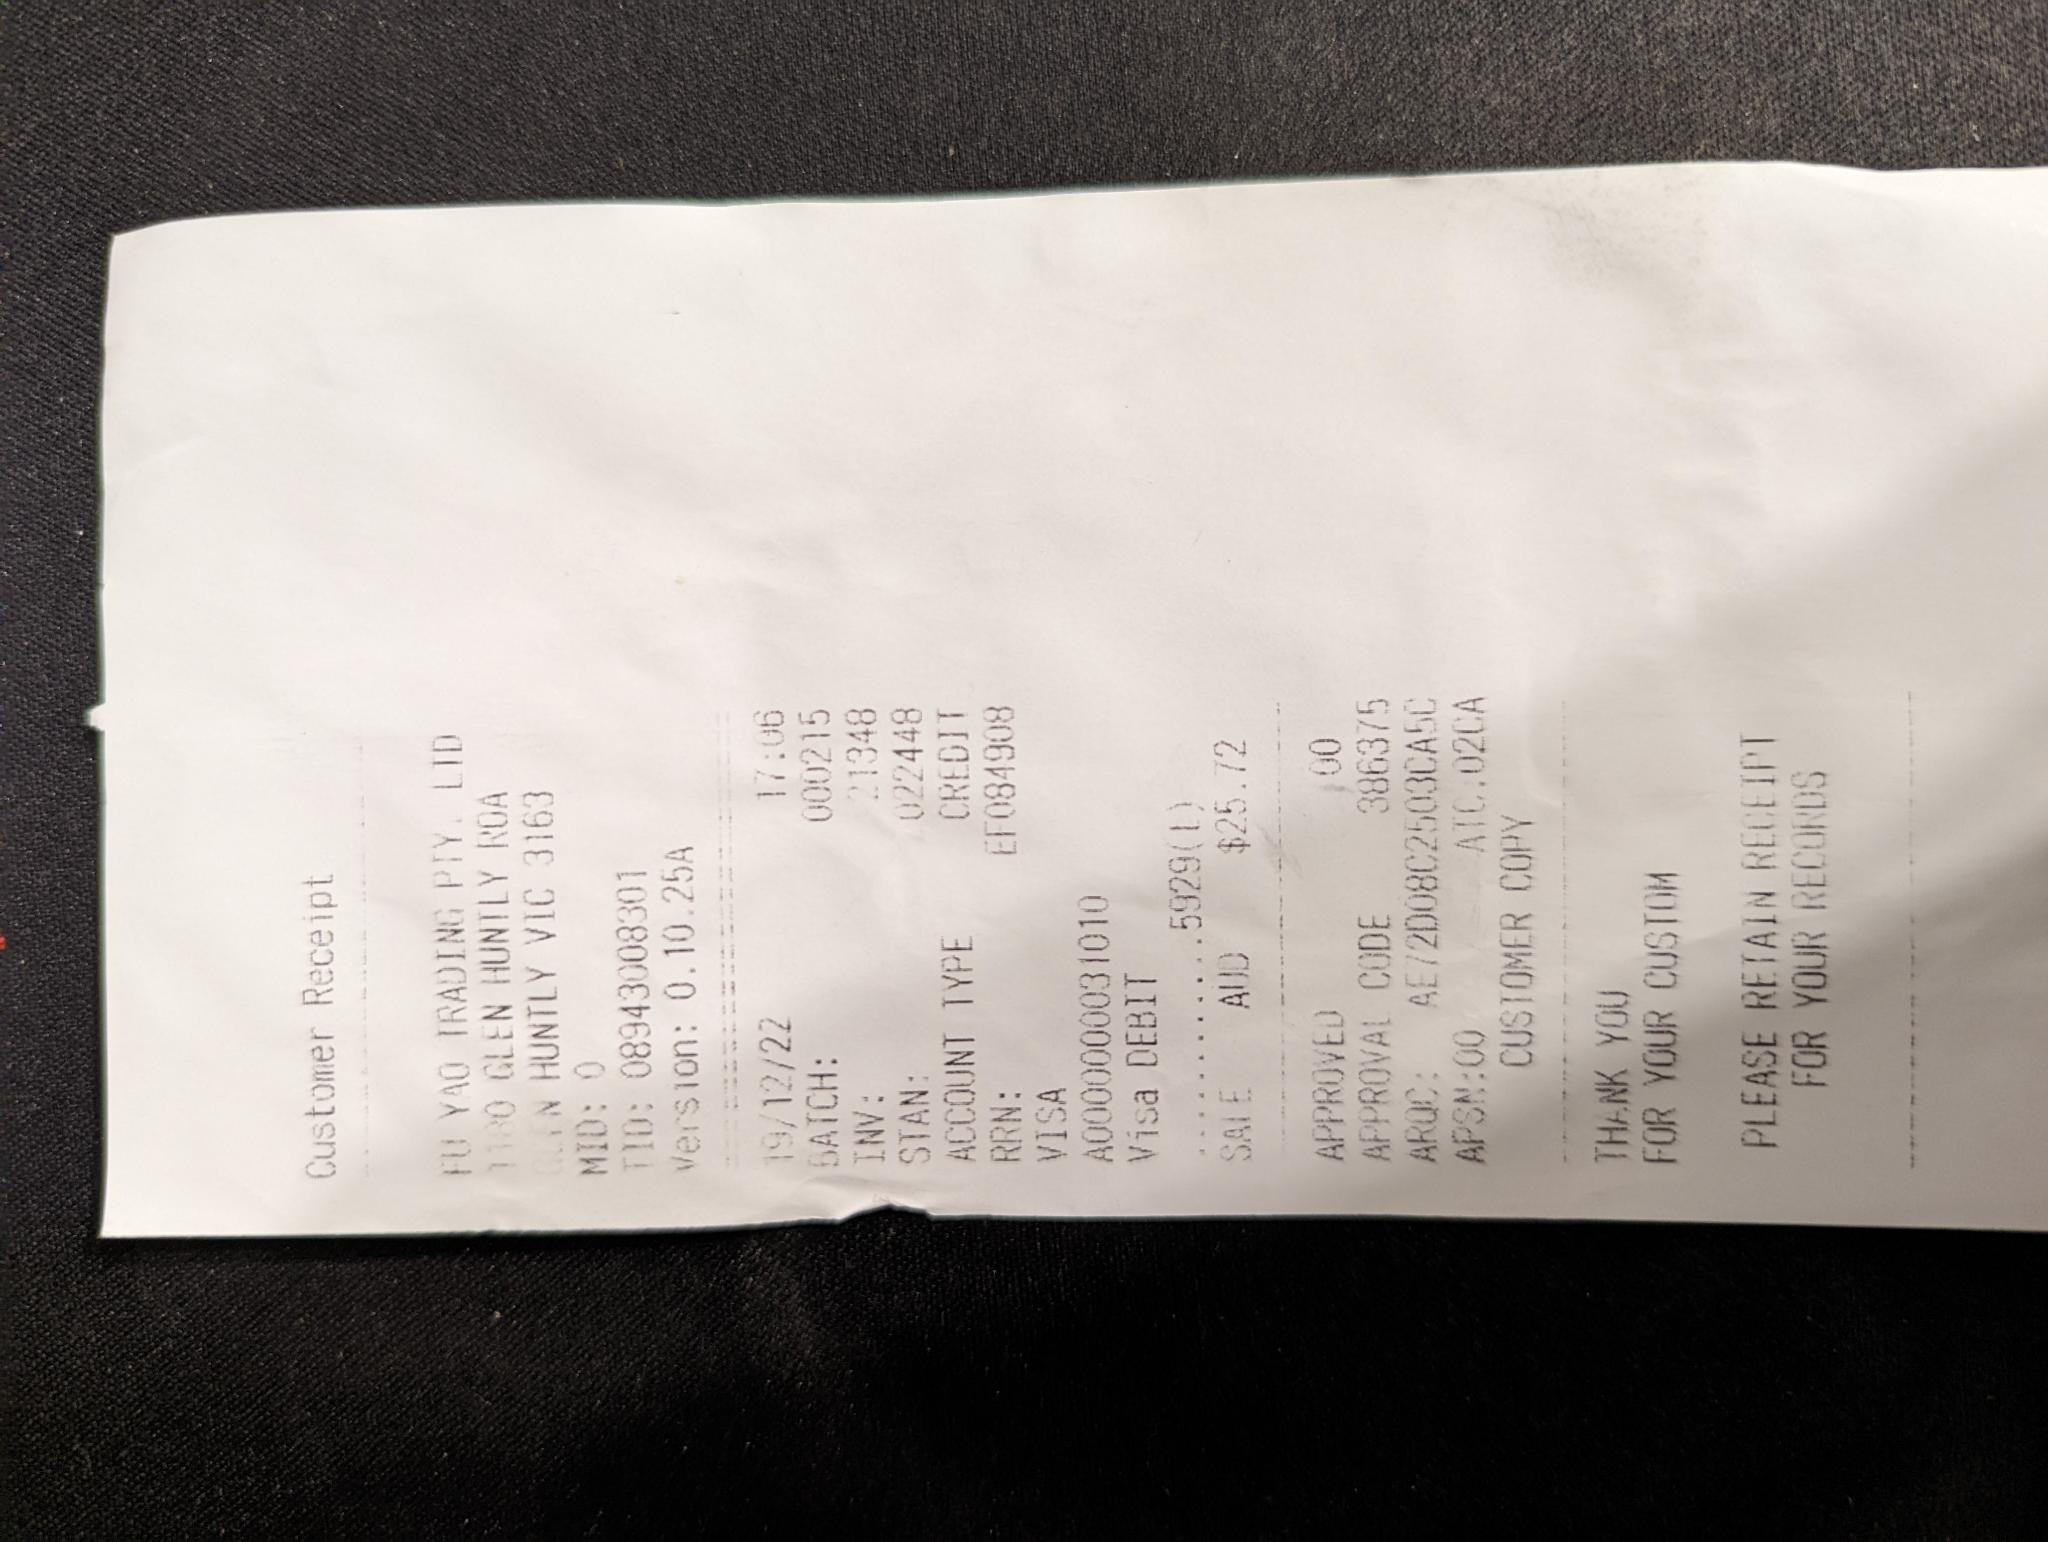 Customer Receipt
FU YAO TRADING PTY. LTD
1180 GLEN HUNTLY ROA
GLEN HUNTLY VIC 3163
MID: 0
TID: 08943008301
Version: 0.10.25A
19/12/22 17:06
BATCH: 000215
INV: 21348
STAN: 022448
ACCOUNT TYPE CREDIT
RRN: EF084908
VISA
A0000000031010
Visa DEBIT
............5929(t)
SALE AUD $25.72
APPROVED 00
APPROVAL CODE 386375
ARQC: AE72D08C2503CA5C
APSN:00 ATC.02CA
CUSTOMER COPY
THANK YOU
FOR YOUR CUSTOM
PLEASE RETAIN RECEIPT
FOR YOUR RECORDS